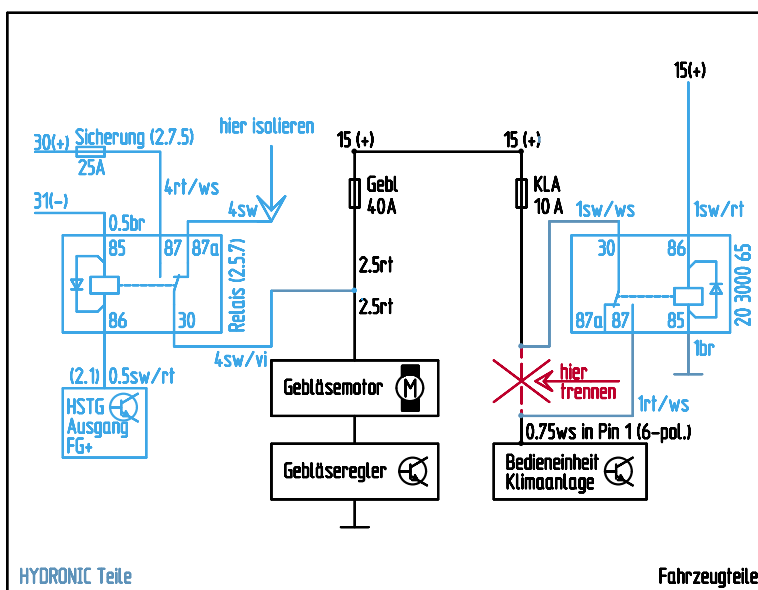 15(+)
30(+)
Sicherung (2.7.5)
25A
hier isolieren
15 (+)
15 (+)
31(-)
4rt/ws
4sw
Gebl
40A
KLA
10 A
1sw/ws
1sw/rt
0.5br
85
87
87a
86
30
Relais (2.5.7)
2.5rt
2.5rt
30
86
87a
87
85
20 3000 65
4sw/vi
1br
(2.1)
0.5sw/rt
HSTG
Ausgang
FG+
Gebläsemotor
M
hier
trennen
1rt/ws
0.75ws in Pin 1 (6-pol.)
Gebläseregler
Bedieneinheit
Klimaanlage
HYDRONIC Teile
Fahrzeugteile